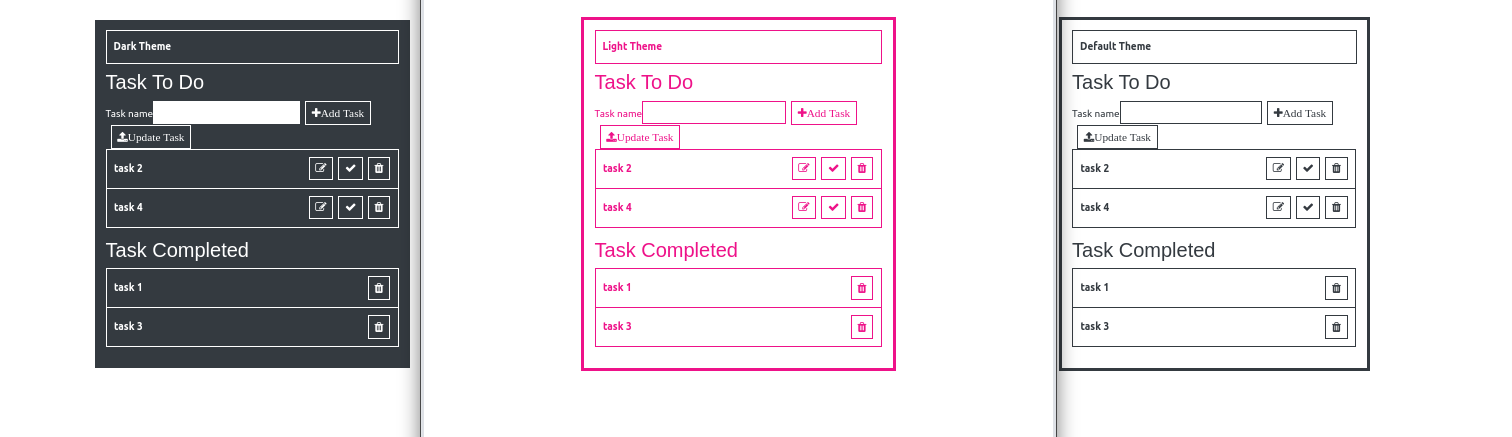 Dark Theme
Task To Do
Task name Add Task
Update Task
task 2
task 4
Task Completed
task 1
task 3
Light Theme
Task To Do
Task name Add Task
Update Task
task 2
task 4
Task Completed
task 1
task 3
Default Theme
Task To Do
Task name Add Task
Update Task
task 2
task 4
Task Completed
task 1
task 3